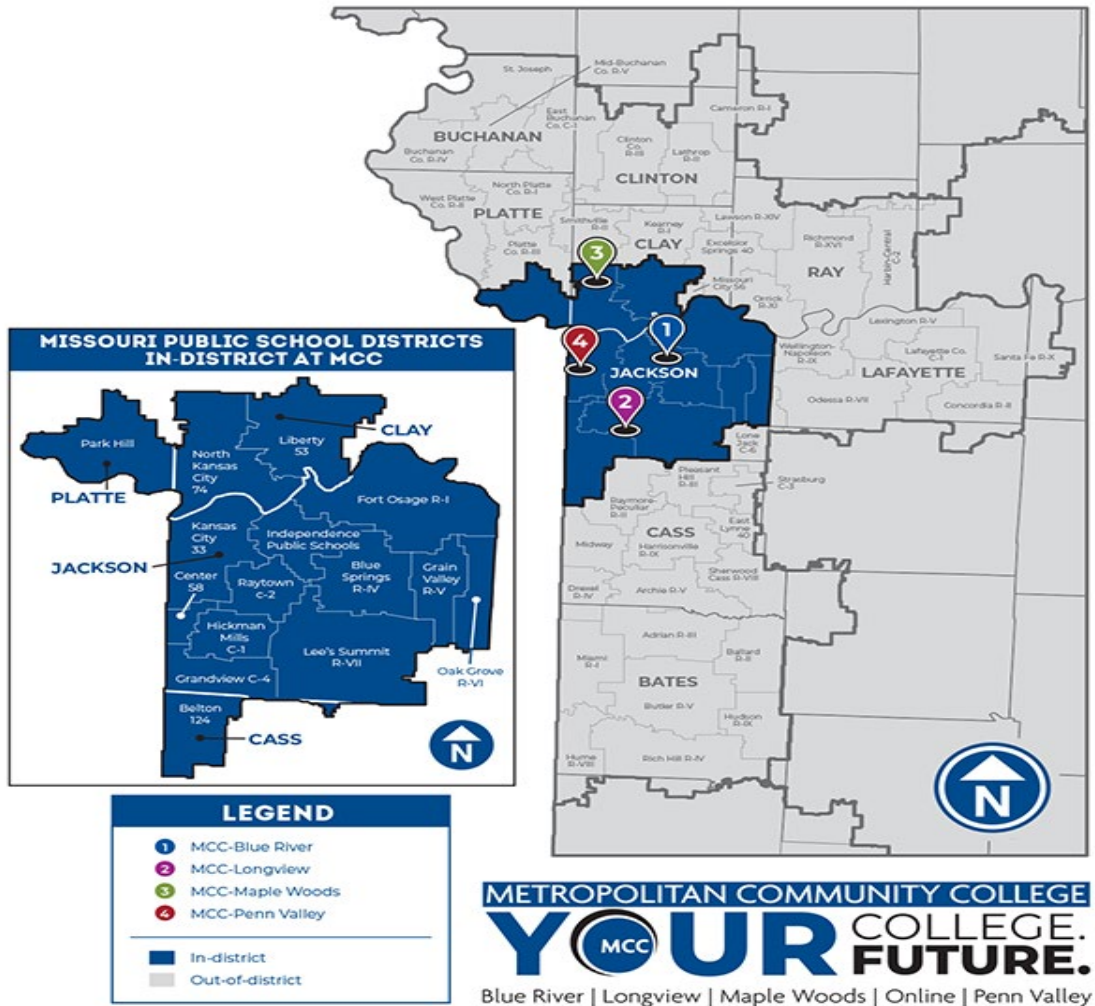 St. Joseph
Mid-Buchanan
Co. R-V
East
Buchanan
Co. C-1
BUCHANAN
Buchanan
Co. R-IV
Cameron R-I
Clinton
Co.
R-III
Lathrop
R-II
CLINTON
North Platte
Co. R-I
West Platte
Co. R-II
PLATTE
Platte
Co. R-III
Smithville
R-II
Kearney
R-I
CLAY
Lawson R-XIV
Excelsior
Springs 40
Richmond
R-XVI
RAY
Missouri
City 56
Orrick
3
1
4
JACKSON
2
Lexington R-V
Wellington-
Napoleon
R-IX
Lafayette Co.
C-1
Santa Fe R-X
LAFAYETTE
Odessa R-VII
Concordia R-II
Lone
Jack
C-6
Pleasant
Hill
R-III
Strasburg
C-3
Raymore-
Peculiar
R-II
CASS
East
Lynne
40
Midway
Harrisonville
R-IX
Sherwood
Cass R-VIII
Drexel
R-IV
Archie R-V
Adrian R-III
Miami
R-I
Ballard
R-II
BATES
Butler R-V
Hudson
R-IX
Hume
R-VIII
Rich Hill R-IV
N
MISSOURI PUBLIC SCHOOL DISTRICTS
IN-DISTRICT AT MCC
Park Hill
PLATTE
North
Kansas
City
74
Liberty
53
CLAY
Fort Osage R-I
Kansas
City
33
JACKSON
Independence
Public Schools
Center
58
Raytown
c-2
Blue
Springs
R-IV
Grain
Valley
R-V
Hickman
Mills
C-1
Lee's Summit
R-VII
Oak Grove
R-VI
Grandview C-4
Belton
124
CASS
N
LEGEND
1 MCC-Blue River
2 MCC-Longview
3 MCC-Maple Woods
4 MCC-Penn Valley
In-district
Out-of-district
METROPOLITAN COMMUNITY COLLEGE
YOUR COLLEGE.
MCC
FUTURE.
Blue River | Longview | Maple Woods | Online | Penn Valley